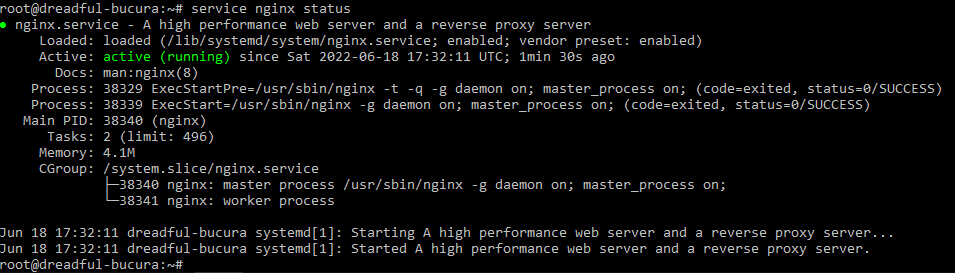 root@dreadful-bucura:~# service nginx status
● nginx.service - A high performance web server and a reverse proxy server
   Loaded: loaded (/lib/systemd/system/nginx.service; enabled; vendor preset: enabled)
   Active: active (running) since Sat 2022-06-18 17:32:11 UTC; 1min 30s ago
     Docs: man:nginx(8)
  Process: 38329 ExecStartPre=/usr/sbin/nginx -t -q -g daemon on; master_process on; (code=exited, status=0/SUCCESS)
  Process: 38339 ExecStart=/usr/sbin/nginx -g daemon on; master_process on; (code=exited, status=0/SUCCESS)
 Main PID: 38340 (nginx)
    Tasks: 2 (limit: 496)
   Memory: 4.1M
   CGroup: /system.slice/nginx.service
           ├─38340 nginx: master process /usr/sbin/nginx -g daemon on; master_process on;
           └─38341 nginx: worker process
Jun 18 17:32:11 dreadful-bucura systemd[1]: Starting A high performance web server and a reverse proxy server...
Jun 18 17:32:11 dreadful-bucura systemd[1]: Started A high performance web server and a reverse proxy server.
root@dreadful-bucura:~#